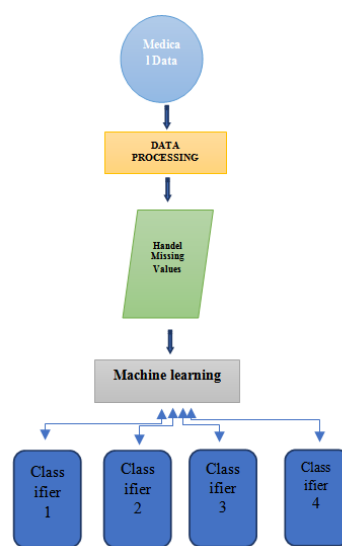 Medica
l Data
DATA
PROCESSING
Handel
Missing
Values
Machine learning
Class
ifier
1
Class
ifier
2
Class
ifier
3
Class
ifier
4